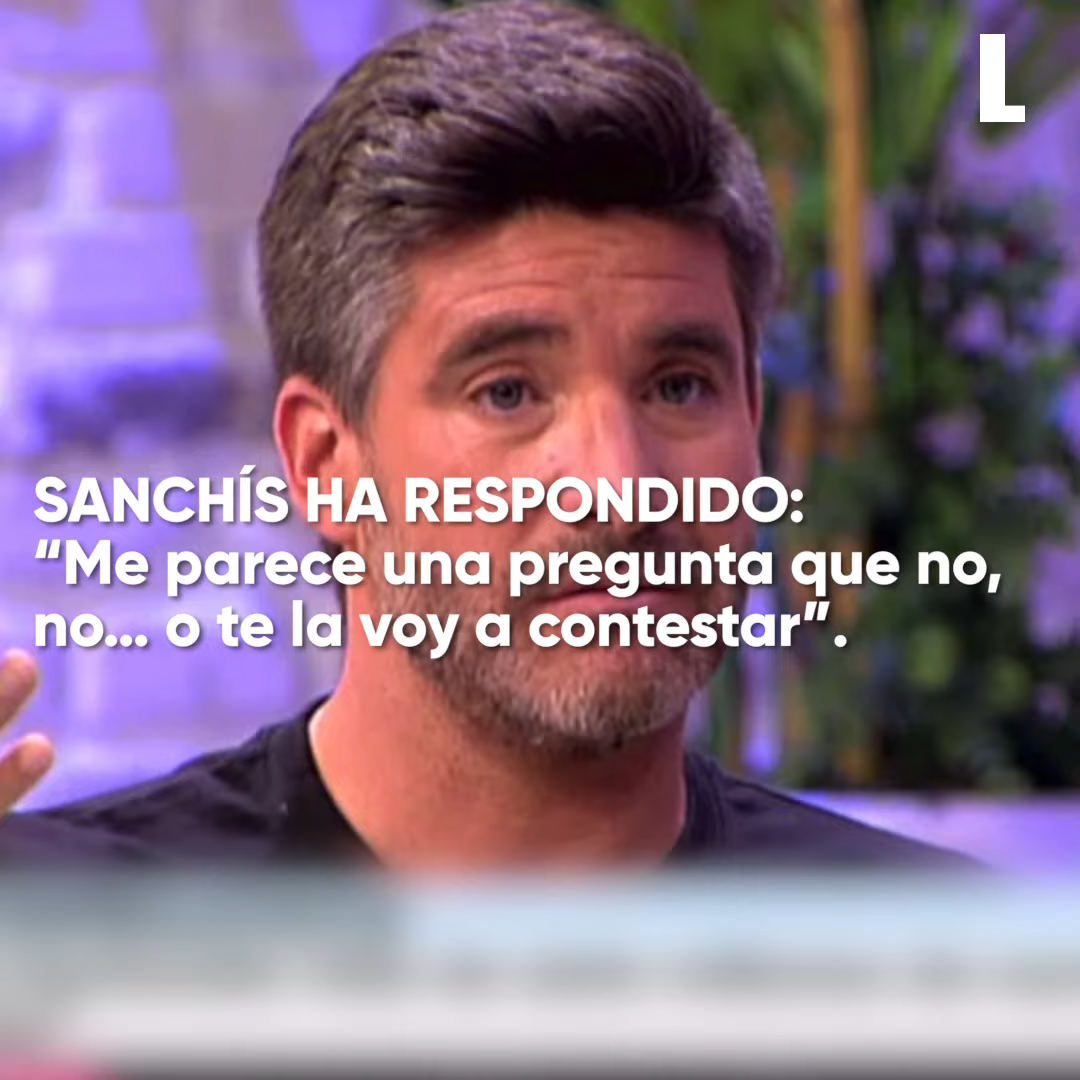 L
SANCHÍS HA RESPONDIDO:
“Me parece una pregunta que no,
no... o te la voy a contestar”.